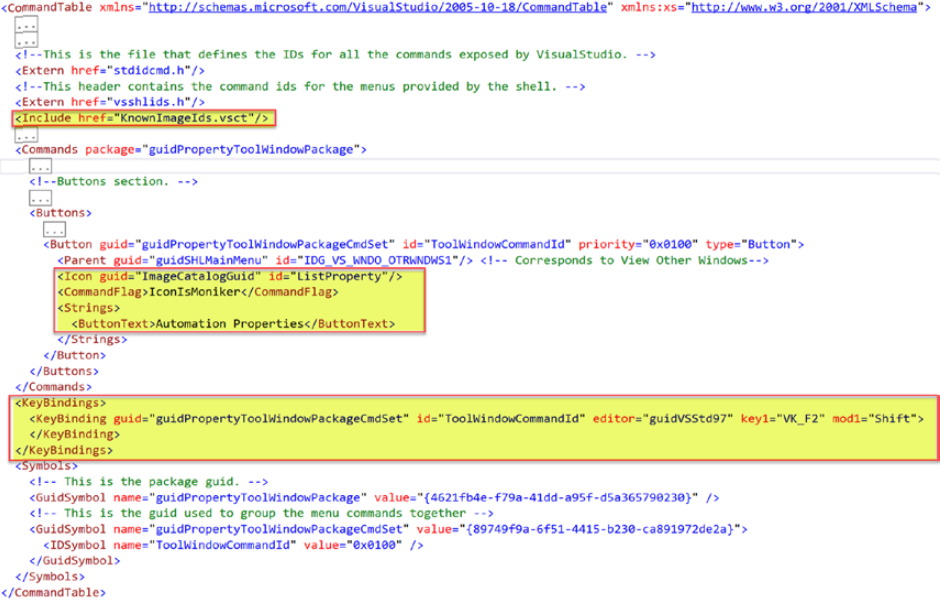 <CommandTable xmlns="http://schemas.microsoft.com/VisualStudio/2005-10-18/CommandTable" xmlns:xs="http://www.w3.org/2001/XMLSchema">
...
...
<!--This is the file that defines the IDs for all the commands exposed by VisualStudio. -->
<Extern href="stdidcmd.h"/>
<!--This header contains the command ids for the menus provided by the shell. -->
<Extern href="vsshlids.h"/>
<Include href="KnownImageIds.vsct"/>
...
<Commands package="guidPropertyToolWindowPackage">
...
<!--Buttons section. -->
...
<Buttons>
...
<Button guid="guidPropertyToolWindowPackageCmdSet" id="ToolWindowCommandId" priority="0x0100" type="Button">
<Parent guid="guidSHLMainMenu" id="IDG_VS_WNDO_OTRWNDWS1"/> <!-- Corresponds to View Other Windows-->
<Icon guid="ImageCatalogGuid" id="ListProperty"/>
<CommandFlag>IconIsMoniker</CommandFlag>
<Strings>
<ButtonText>Automation Properties</ButtonText>
</Strings>
</Button>
</Buttons>
</Commands>
<KeyBindings>
<KeyBinding guid="guidPropertyToolWindowPackageCmdSet" id="ToolWindowCommandId" editor="guidVSStd97" key1="VK_F2" mod1="Shift">
</KeyBinding>
</KeyBindings>
<Symbols>
<!-- This is the package guid. -->
<GuidSymbol name="guidPropertyToolWindowPackage" value="{4621fb4e-f79a-41dd-a95f-d5a365790230}" />
<!-- This is the guid used to group the menu commands together -->
<GuidSymbol name="guidPropertyToolWindowPackageCmdSet" value="{89749f9a-6f51-4415-b230-ca891972de2a}">
<IDSymbol name="ToolWindowCommandId" value="0x0100" />
</GuidSymbol>
</Symbols>
</CommandTable>